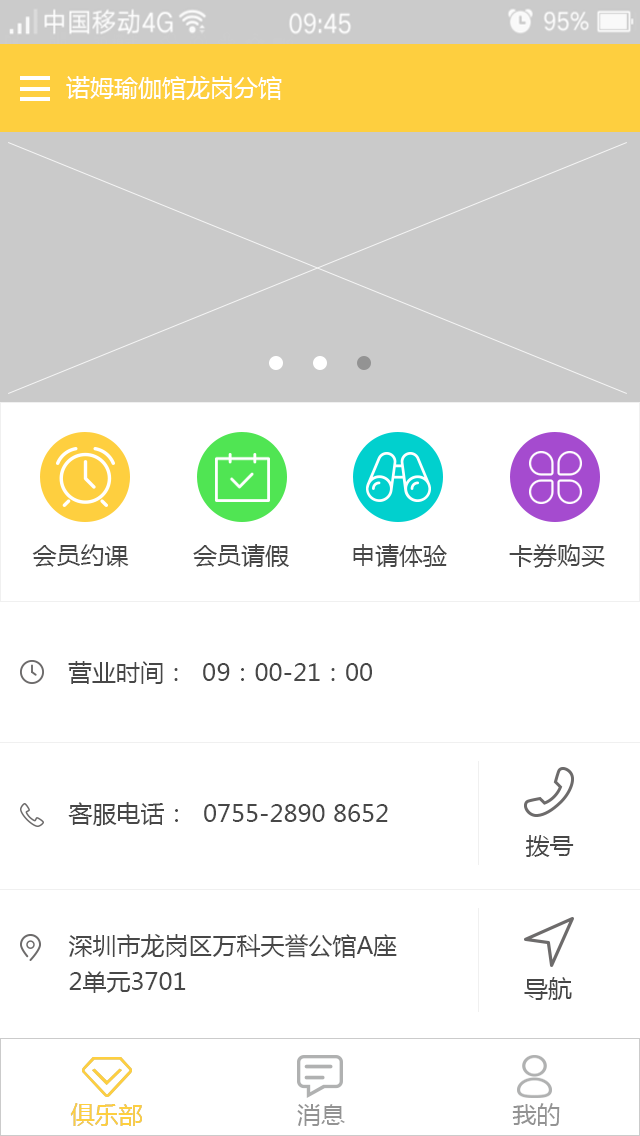 中国移动4G 09:45 95%
诺姆瑜伽馆龙岗分馆
会员约课 会员请假 申请体验 卡券购买
营业时间： 09：00-21：00
客服电话： 0755-2890 8652
拨号
深圳市龙岗区万科天誉公馆A座
2单元3701
导航
俱乐部 消息 我的